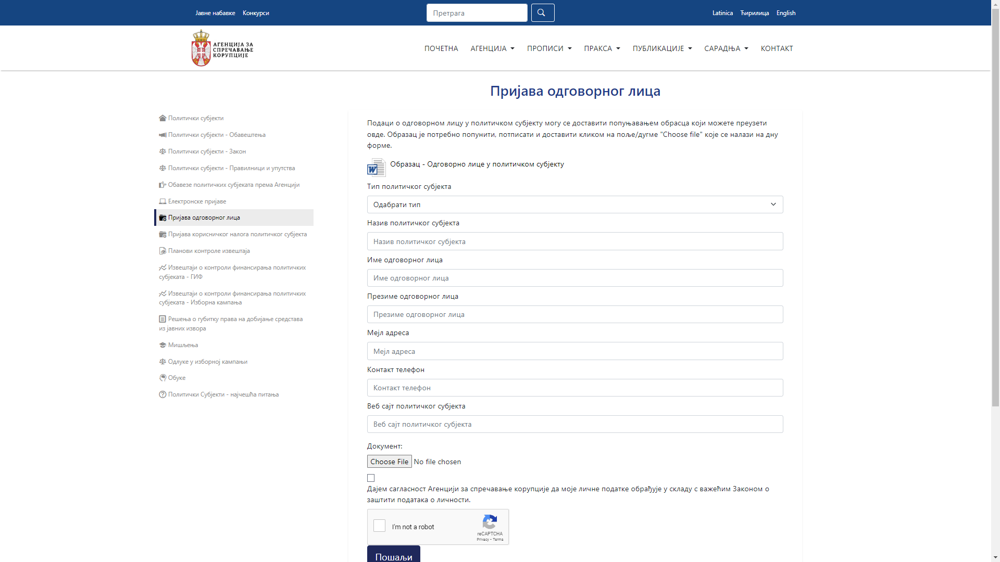 Јавне набавке Конкурси Претрага Latinica Ћирилица English
АГЕНЦИЈА ЗА
СПРЕЧАВАЊЕ
КОРУПЦИЈЕ
ПОЧЕТНА АГЕНЦИЈА ПРОПИСИ ПРАКСА ПУБЛИКАЦИЈЕ САРАДЊА КОНТАКТ
Пријава одговорног лица
Политички субјекти
Политички субјекти - Обавештења
Политички субјекти - Закон
Политички субјекти - Правилници и упутства
Обавезе политичких субјеката према Агенцији
Електронске пријаве
Пријава одговорног лица
Пријава корисничког налога политичког субјекта
Планови контроле извештаја
Извештаји о контроли финансирања политичких
субјеката - ГИФ
Извештаји о контроли финансирања политичких
субјеката - Изборна кампања
Решења о губитку права на добијање средстава
из јавних извора
Мишљења
Одлуке у изборној кампањи
Обуке
Политички Субјекти - најчешћа питања
Подаци о одговорном лицу у политичком субјекту могу се доставити попуњавањем обрасца који можете преузети
овде. Образац је потребно попунити, потписати и доставити кликом на поље/дугме "Choose file" које се налази на дну
форме.
Образац - Одговорно лице у политичком субјекту
Тип политичког субјекта
Одабрати тип
Назив политичког субјекта
Назив политичког субјекта
Име одговорног лица
Име одговорног лица
Презиме одговорног лица
Презиме одговорног лица
Мејл адреса
Мејл адреса
Контакт телефон
Контакт телефон
Веб сајт политичког субјекта
Веб сајт политичког субјекта
Документ:
Choose File No file chosen
Дајем сагласност Агенцији за спречавање корупције да моје личне податке обрађује у складу с важећим Законом о
заштити података о личности.
I'm not a robot
reCAPTCHA
Privacy - Terms
Пошаљи